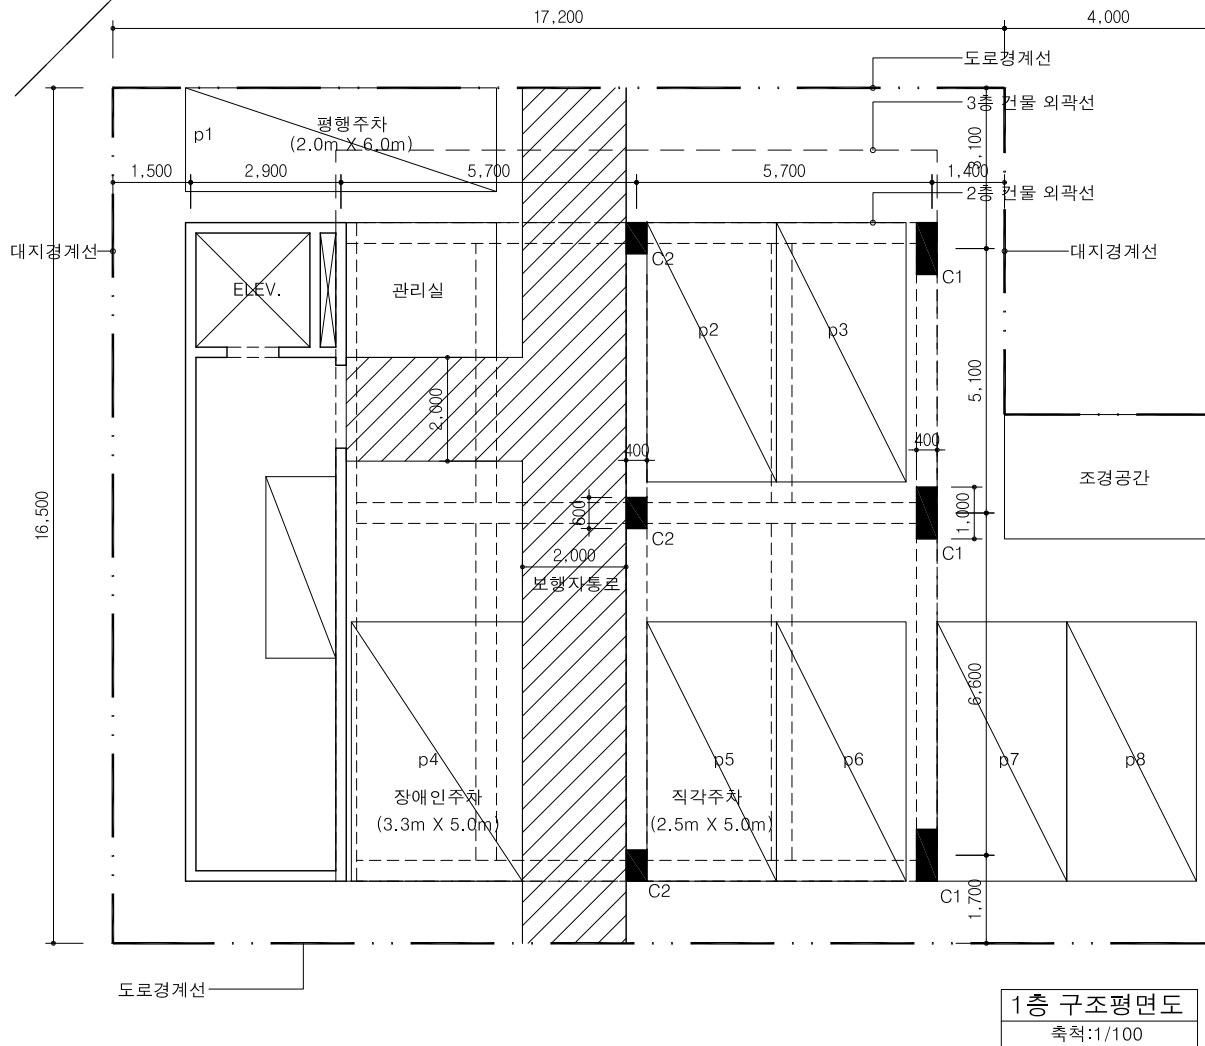 17,200
4,000
도로경계선
3층 건물 외곽선
p1
평행주차
(2.0m X 6.0m)
3,100
1,500
2,900
5,700
5,700
1,400
2층 건물 외곽선
대지경계선
대지경계선
C2
C1
ELEV.
관리실
p2
p3
5,100
2,000
400
400
조경공간
16,500
600
1,000
C2
C1
2,000
보행자통로
6,600
p4
p5
p6
p7
p8
장애인주차
(3.3m X 5.0m)
직각주차
(2.5m X 5.0m)
C2
C1
1,700
도로경계선
1층 구조평면도
축척:1/100